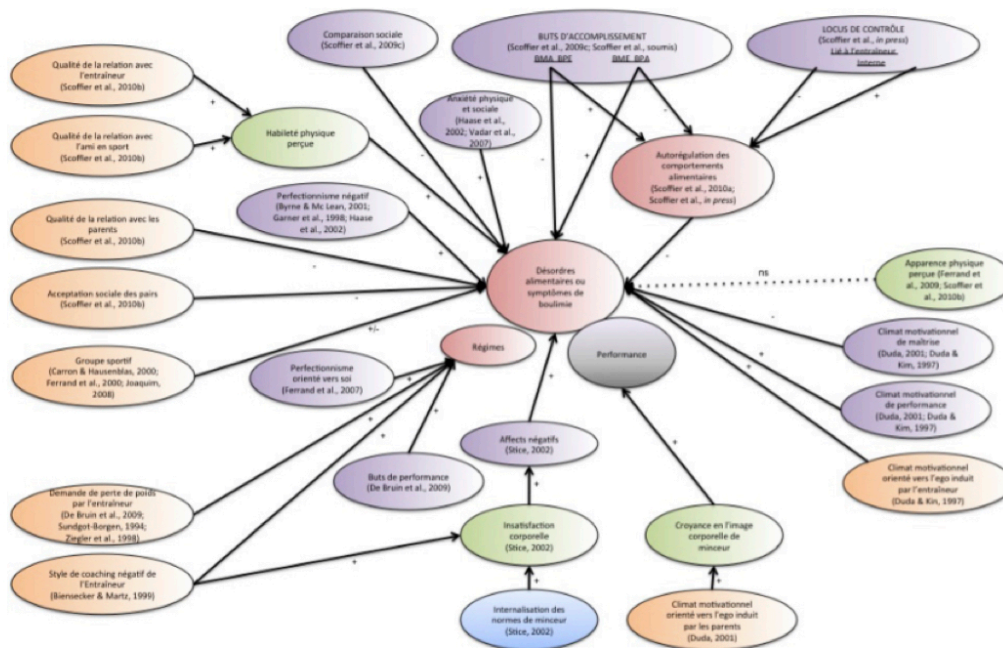 Comparaison sociale
(Scoffier et al., 2009c)
BUTS D'ACCOMPLISSEMENT
(Scoffier et al., 2009c; Scoffier et al., soumis)
BMA, BPE
BME, BPA
LOCUS DE CONTRÔLE
(Scoffier et al., in press)
Lié à l'entraîneur
Interne
Qualité de la relation avec
l'entraîneur
(Scoffier et al., 2010b)
+
Qualité de la relation avec
l'ami en sport
(Scoffier et al., 2010b)
+
Habileté physique
perçue
+
-
Anxiété physique
et sociale
(Haase et al.,
2002; Vadar et al.,
2007)
+
-
+
+
-
-
+
Autorégulation des
comportements
alimentaires
(Scoffier et al., 2010a;
Scoffier et al., in press)
-
Perfectionnisme négatif
(Byrne & Mc Lean, 2001;
Garner et al., 1998; Haase
et al., 2002)
+
Qualité de la relation avec les
parents
(Scoffier et al., 2010b)
-
Acceptation sociale des pairs
(Scoffier et al., 2010b)
-
Groupe sportif
(Carron & Hausenblas, 2000;
Ferrand et al., 2000; Joaquim,
2008)
+/-
Désordres
alimentaires ou
symptômes de
boulimie
ns
Apparence physique
perçue (Ferrand et
al., 2009; Scoffier et
al., 2010b)
Régimes
Performance
-
Climat motivationnel
de maîtrise
(Duda, 2001; Duda &
Kim, 1997)
+
Climat motivationnel
de performance
(Duda, 2001; Duda
& Kim, 1997)
+
Climat motivationnel
orienté vers l'ego induit
par l'entraîneur
(Duda & Kin, 1997)
Perfectionnisme
orienté vers soi
(Ferrand et al., 2007)
+
+
+
+
Buts de performance
(De Bruin et al., 2009)
Affects négatifs
(Stice, 2002)
+
+
+
Demande de perte de poids
par l'entraîneur
(De Bruin et al., 2009;
Sundgot-Borgen, 1994;
Ziegler et al., 1998)
Style de coaching négatif de
l'Entraîneur
(Biensecker & Martz, 1999)
+
Insatisfaction
corporelle
(Stice, 2002)
+
Internalisation des
normes de minceur
(Stice, 2002)
Croyance en l'image
corporelle de
minceur
+
Climat motivationnel
orienté vers l'ego induit
par les parents
(Duda, 2001)